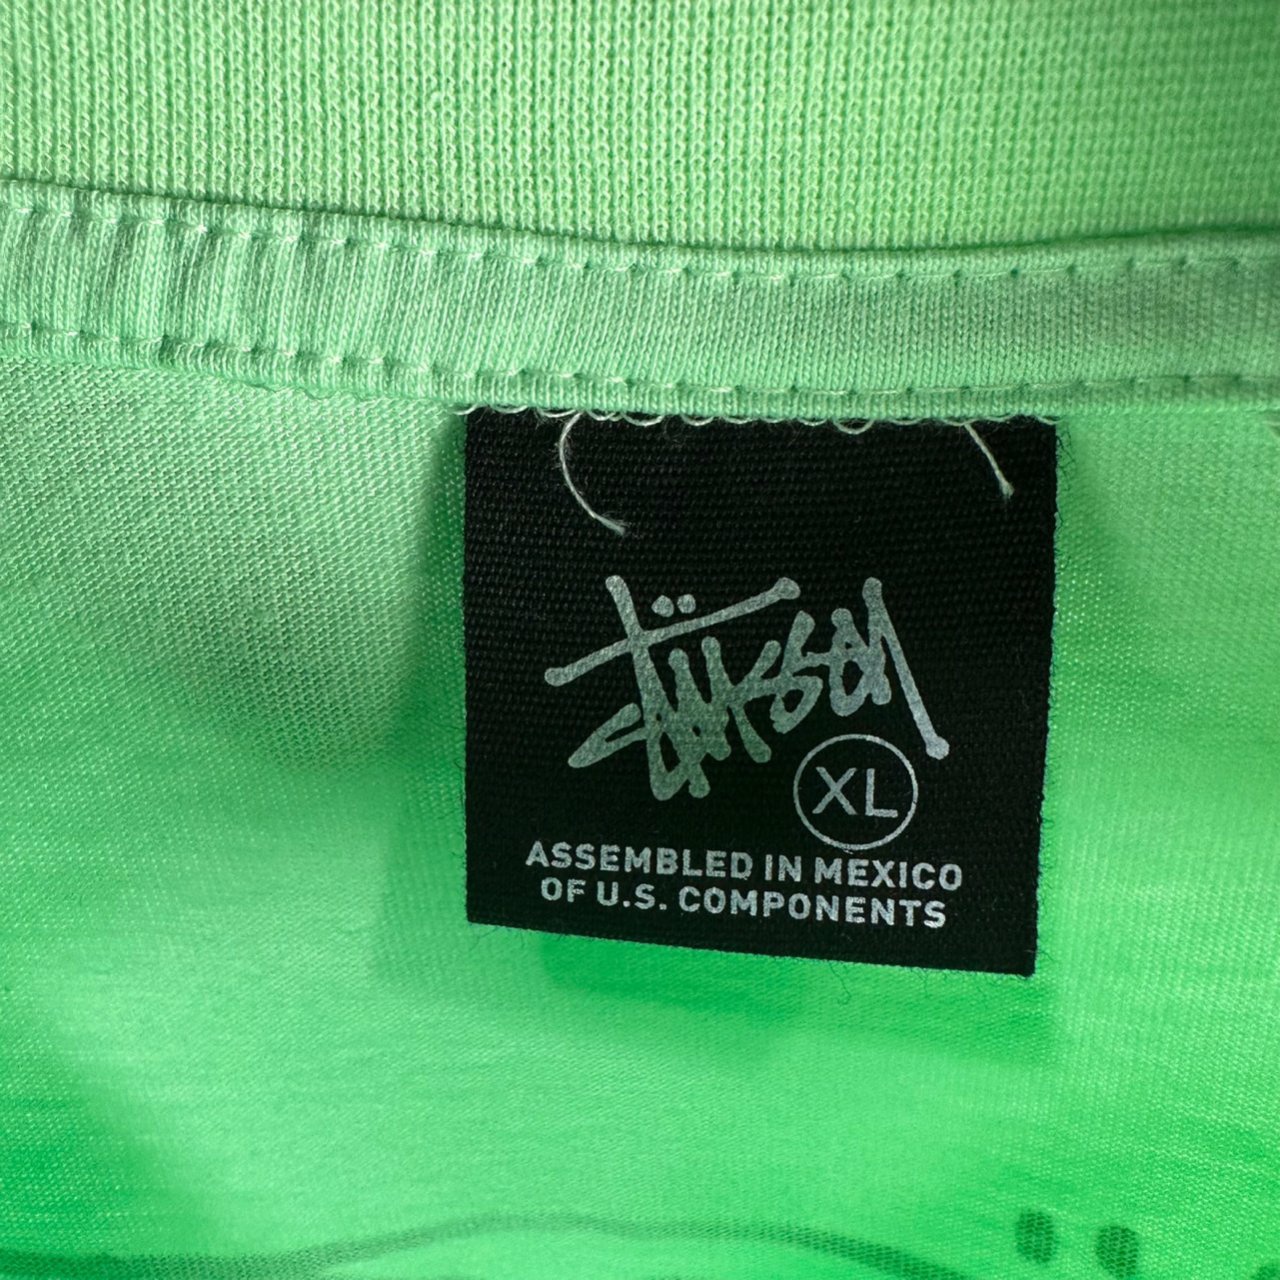 Stüssy
XL
ASSEMBLED IN MEXICO
OF U.S. COMPONENTS